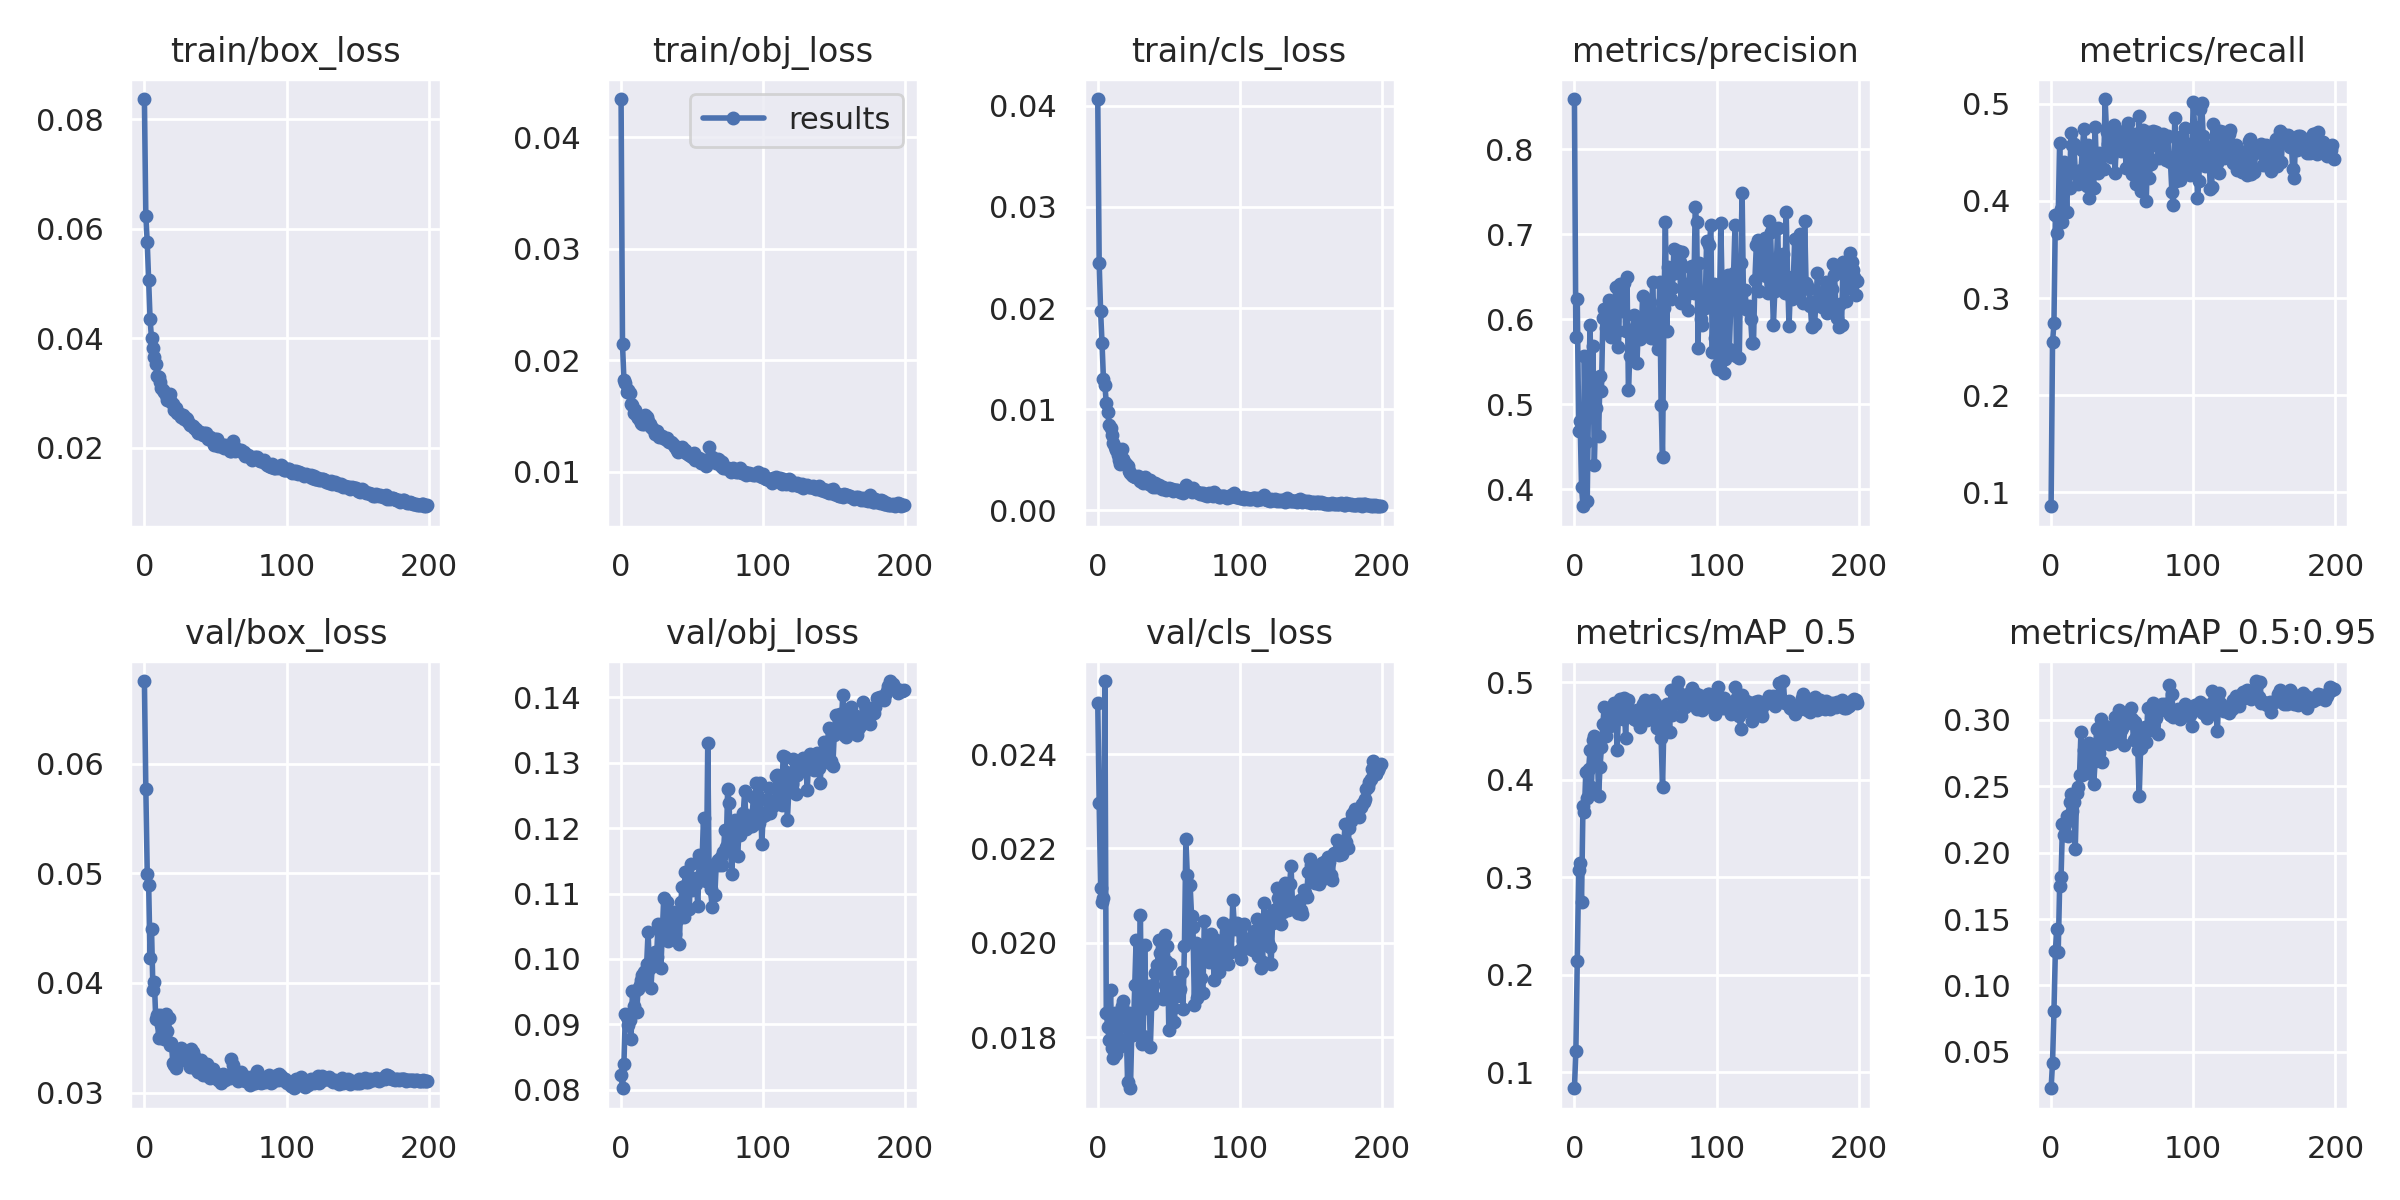 train/box_loss
train/obj_loss
train/cls_loss
metrics/precision
metrics/recall
0.08
0.06
0.04
0.02
0 100 200
0.04
0.03
0.02
0.01
0 100 200
results
0.04
0.03
0.02
0.01
0.00
0 100 200
0.8
0.7
0.6
0.5
0.4
0 100 200
0.5
0.4
0.3
0.2
0.1
0 100 200
val/box_loss
val/obj_loss
val/cls_loss
metrics/mAP_0.5
metrics/mAP_0.5:0.95
0.06
0.05
0.04
0.03
0 100 200
0.14
0.13
0.12
0.11
0.10
0.09
0.08
0 100 200
0.024
0.022
0.020
0.018
0 100 200
0.5
0.4
0.3
0.2
0.1
0 100 200
0.30
0.25
0.20
0.15
0.10
0.05
0 100 200